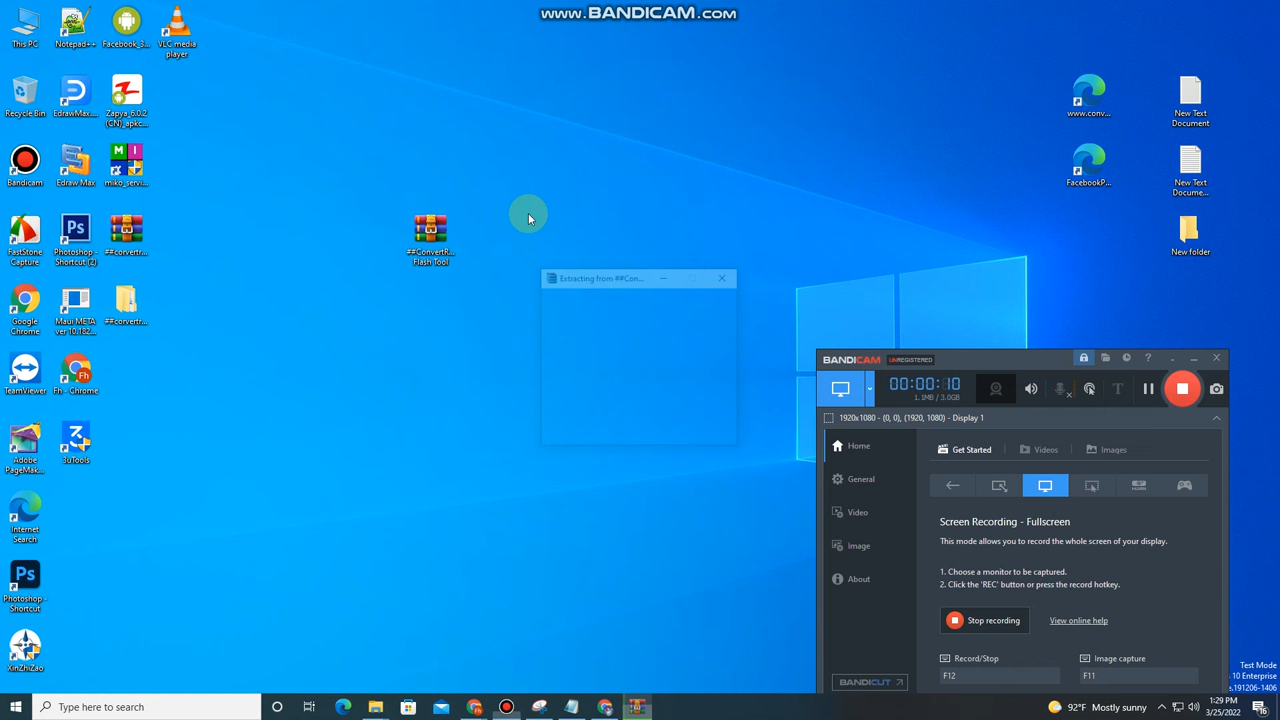 www.BANDICAM.com
This PC
Notepad++
Facebook_3...
VLC media
player
Recycle Bin
EdrawMax...
Zapya_6.0.2
(CN)_apkc...
Bandicam
Edraw Max
miko_servi...
FastStone
Capture
Photoshop -
Shortcut (2)
##convertr...
Google
Chrome
Maui META
ver 10.182...
##convertr...
TeamViewer
Fh - Chrome
Adobe
PageMak...
3uTools
Internet
Search
Photoshop -
Shortcut
XinZhiZao
##ConvertR...
Flash Tool
Extracting from ##Con...
www.conv...
New Text
Document
FacebookP...
New Text
Docume...
New folder
BANDICAM UNREGISTERED
00:00:10
1.1MB / 3.0GB
1920x1080 - (0, 0), (1920, 1080) - Display 1
Home
General
Video
Image
About
BANDICUT
Get Started
Videos
Images
Screen Recording - Fullscreen
This mode allows you to record the whole screen of your display.
1. Choose a monitor to be captured.
2. Click the 'REC' button or press the record hotkey.
Stop recording
View online help
Record/Stop
Image capture
F12
F11
Test Mode
10 Enterprise
.191206-1406
Type here to search
92°F Mostly sunny
1:29 PM
3/25/2022
16